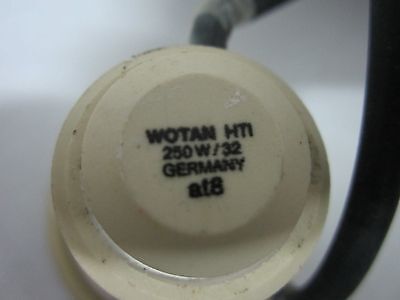 WOTAN HTI
250 W/32
GERMANY
at8